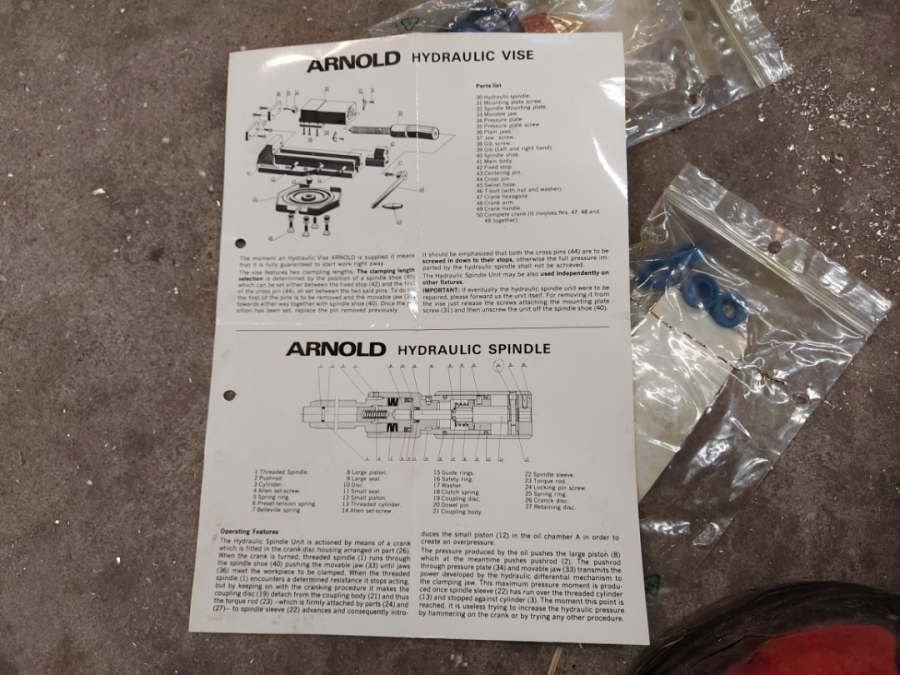 ARNOLD HYDRAULIC VISE
Parts list
30 Hydraulic spindle.
31 Mounting plate screw.
32 Spindle Mounting plate.
33 Movable jaw.
34 Pressure plate
35 Pressure plate screw
36 Plain jaws
37 Jaw screw.
38 Gib screw.
39 Gib (Left and right hand).
40 Spindle shoe.
41 Main body
42 Fixed stop.
43 Centering pin.
44 Cross pin.
45 Swivel base.
46 T-bolt (with nut and washer).
47 Crank hexagone.
48 Crank arm.
49 Crank handle.
50 Complete crank (It involves Nrs. 47, 48 and
49 together).
The moment an Hydraulic Vise ARNOLD is supplied it means
that it is fully guaranteed to start work right away.
The vise features two clamping lengths. The clamping length
selection is determined by the position of a spindle shoe (40)
which can be set either between the fixed stop (42) and the first
of the cross pin (44), or set between the two said pins. To do
the first of the pins is to be removed and the movable jaw
towards either way together with spindle shoe (40). Once the
has been set, replace the pin removed previously.
It should be emphasized that both the cross pins (44) are to be
screwed in down to their stops, otherwise the full pressure im-
parted by the hydraulic spindle shall not be achieved.
The Hydraulic Spindle Unit may be also used independently on
other fixtures.
IMPORTANT: If eventually the hydraulic spindle unit were to be
repaired, please forward us the unit itself. For removing it from
the vise just release the screws attaching the mounting plate
screw (31) and then unscrew the unit off the spindle shoe (40).
ARNOLD HYDRAULIC SPINDLE
1 Threaded Spindle.
2 Pushrod
3 Cylinder.
4 Allen set-screw.
5 Spring ring.
6 Preset-tension spring.
7 Belleville spring
8 Large piston.
9 Large seal.
10 Disc.
11 Small seal.
12 Small piston.
13 Threaded cylinder.
14 Allen set-screw.
15 Guide rings.
16 Safety ring.
17 Washer
18 Clutch spring.
19 Coupling disc
20 Dowel pin.
21 Coupling body.
22 Spindle sleeve.
23 Torque rod.
24 Locking pin screw.
25 Spring ring.
26 Cranck disc.
27 Retaining disc.
Operating Features
The Hydraulic Spindle Unit is actioned by means of a crank
which is fitted in the crank disc housing arranged in part (26).
When the crank is turned, threaded spindle (1) runs through
the spindle shoe (40) pushing the movable jaw (33) until jaws
(36) meet the workpiece to be clamped. When the threaded
spindle (1) encounters a determined resistance it stops acting,
but by keeping on with the cranking procedure it makes the
coupling disc (19) detach from the coupling body (21) and thus
the torque rod (23) –which is firmly attached by parts (24) and
(27)– to spindle sleeve (22) advances and consequently intro-
duces the small piston (12) in the oil chamber A in order to
create an overpressure.
The pressure produced by the oil pushes the large piston (8)
which at the meantime pushes pushrod (2). The pushrod
through pressure plate (34) and movable jaw (33) transmits the
power developed by the hydraulic differential mechanism to
the clamping jaw. This maximum pressure moment is produ-
ced once spindle sleeve (22) has run over the threaded cylinder
(13) and stopped against cylinder (3). The moment this point is
reached, it is useless trying to increase the hydraulic pressure
by hammering on the crank or by trying any other procedure.